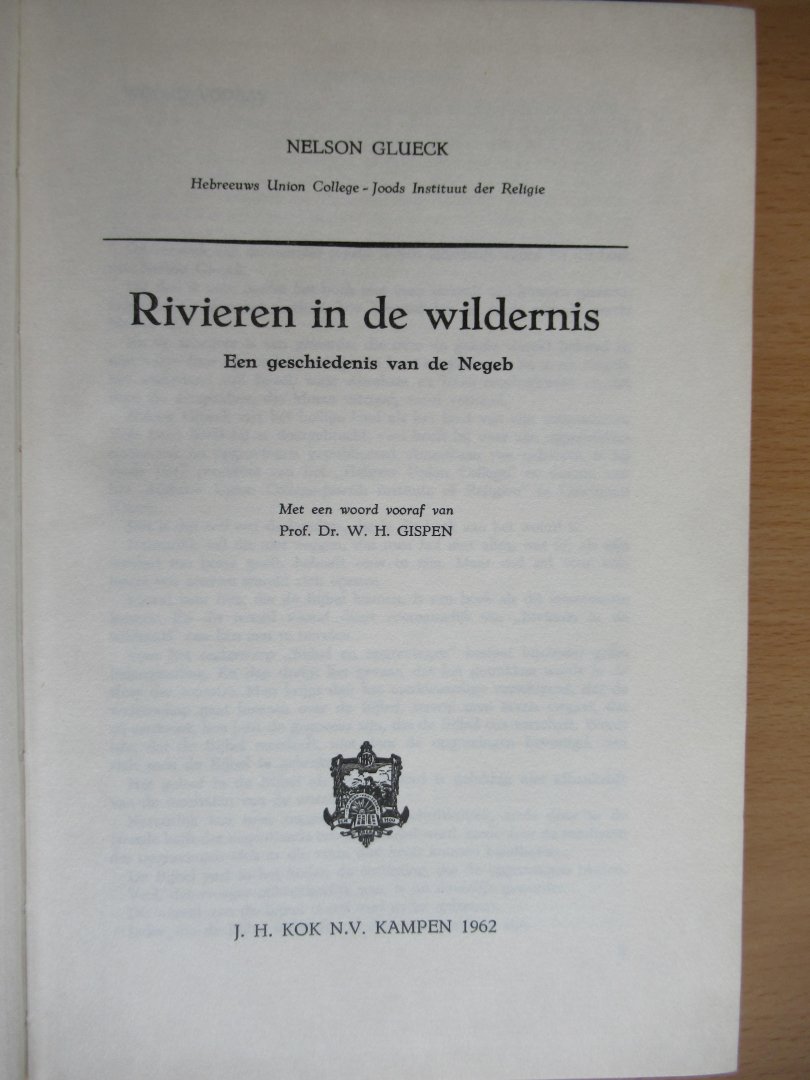 NELSON GLUECK
Hebreeuws Union College - Joods Instituut der Religie
Rivieren in de wildernis
Een geschiedenis van de Negeb
Met een woord vooraf van
Prof. Dr. W. H. GISPEN
J. H. KOK N.V. KAMPEN 1962